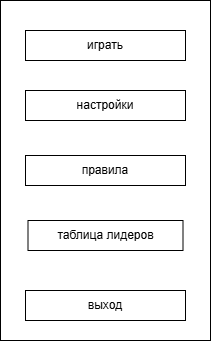 играть
настройки
правила
таблица лидеров
выход